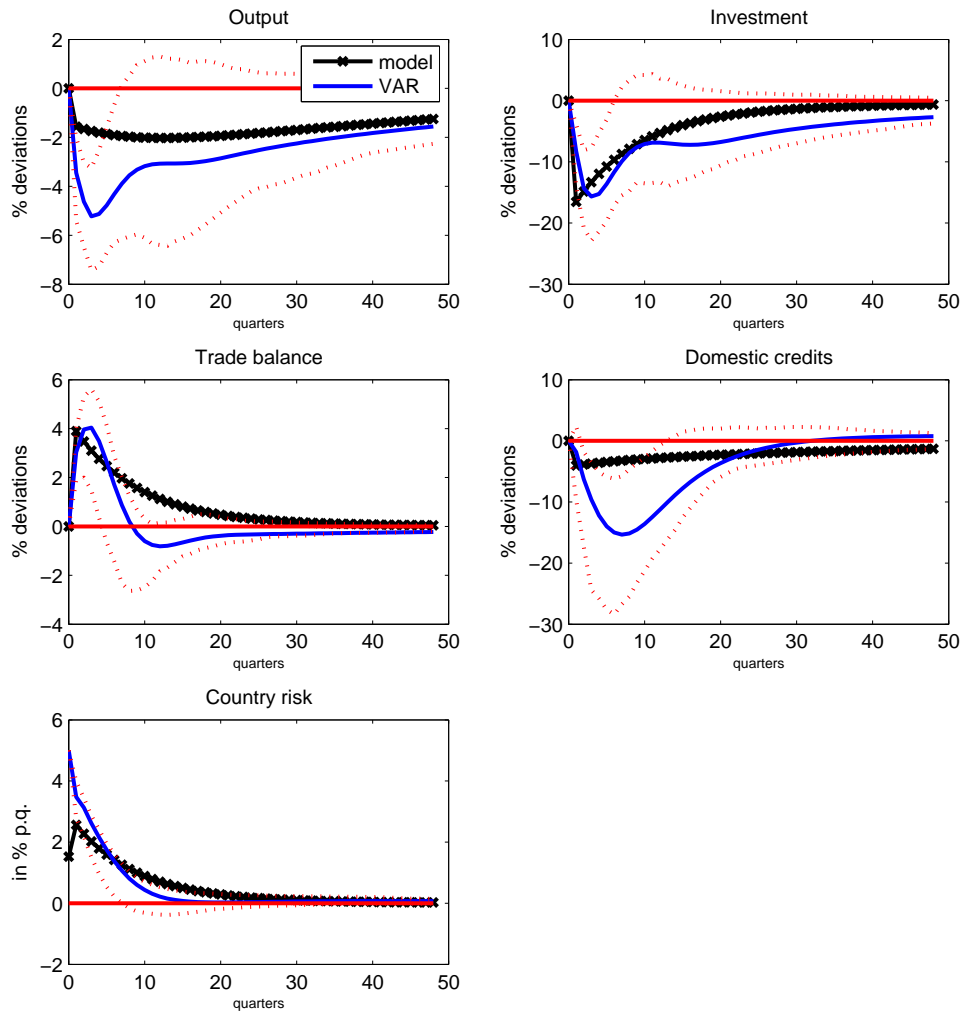 Output
Investment
2
0
−2
−4
−6
−8
% deviations
0 10 20 30 40 50
quarters
model
VAR
10
0
−10
−20
−30
% deviations
0 10 20 30 40 50
quarters
Trade balance
Domestic credits
6
4
2
0
−2
−4
% deviations
0 10 20 30 40 50
quarters
10
0
−10
−20
−30
% deviations
0 10 20 30 40 50
quarters
Country risk
6
4
2
0
−2
in % p.q.
0 10 20 30 40 50
quarters